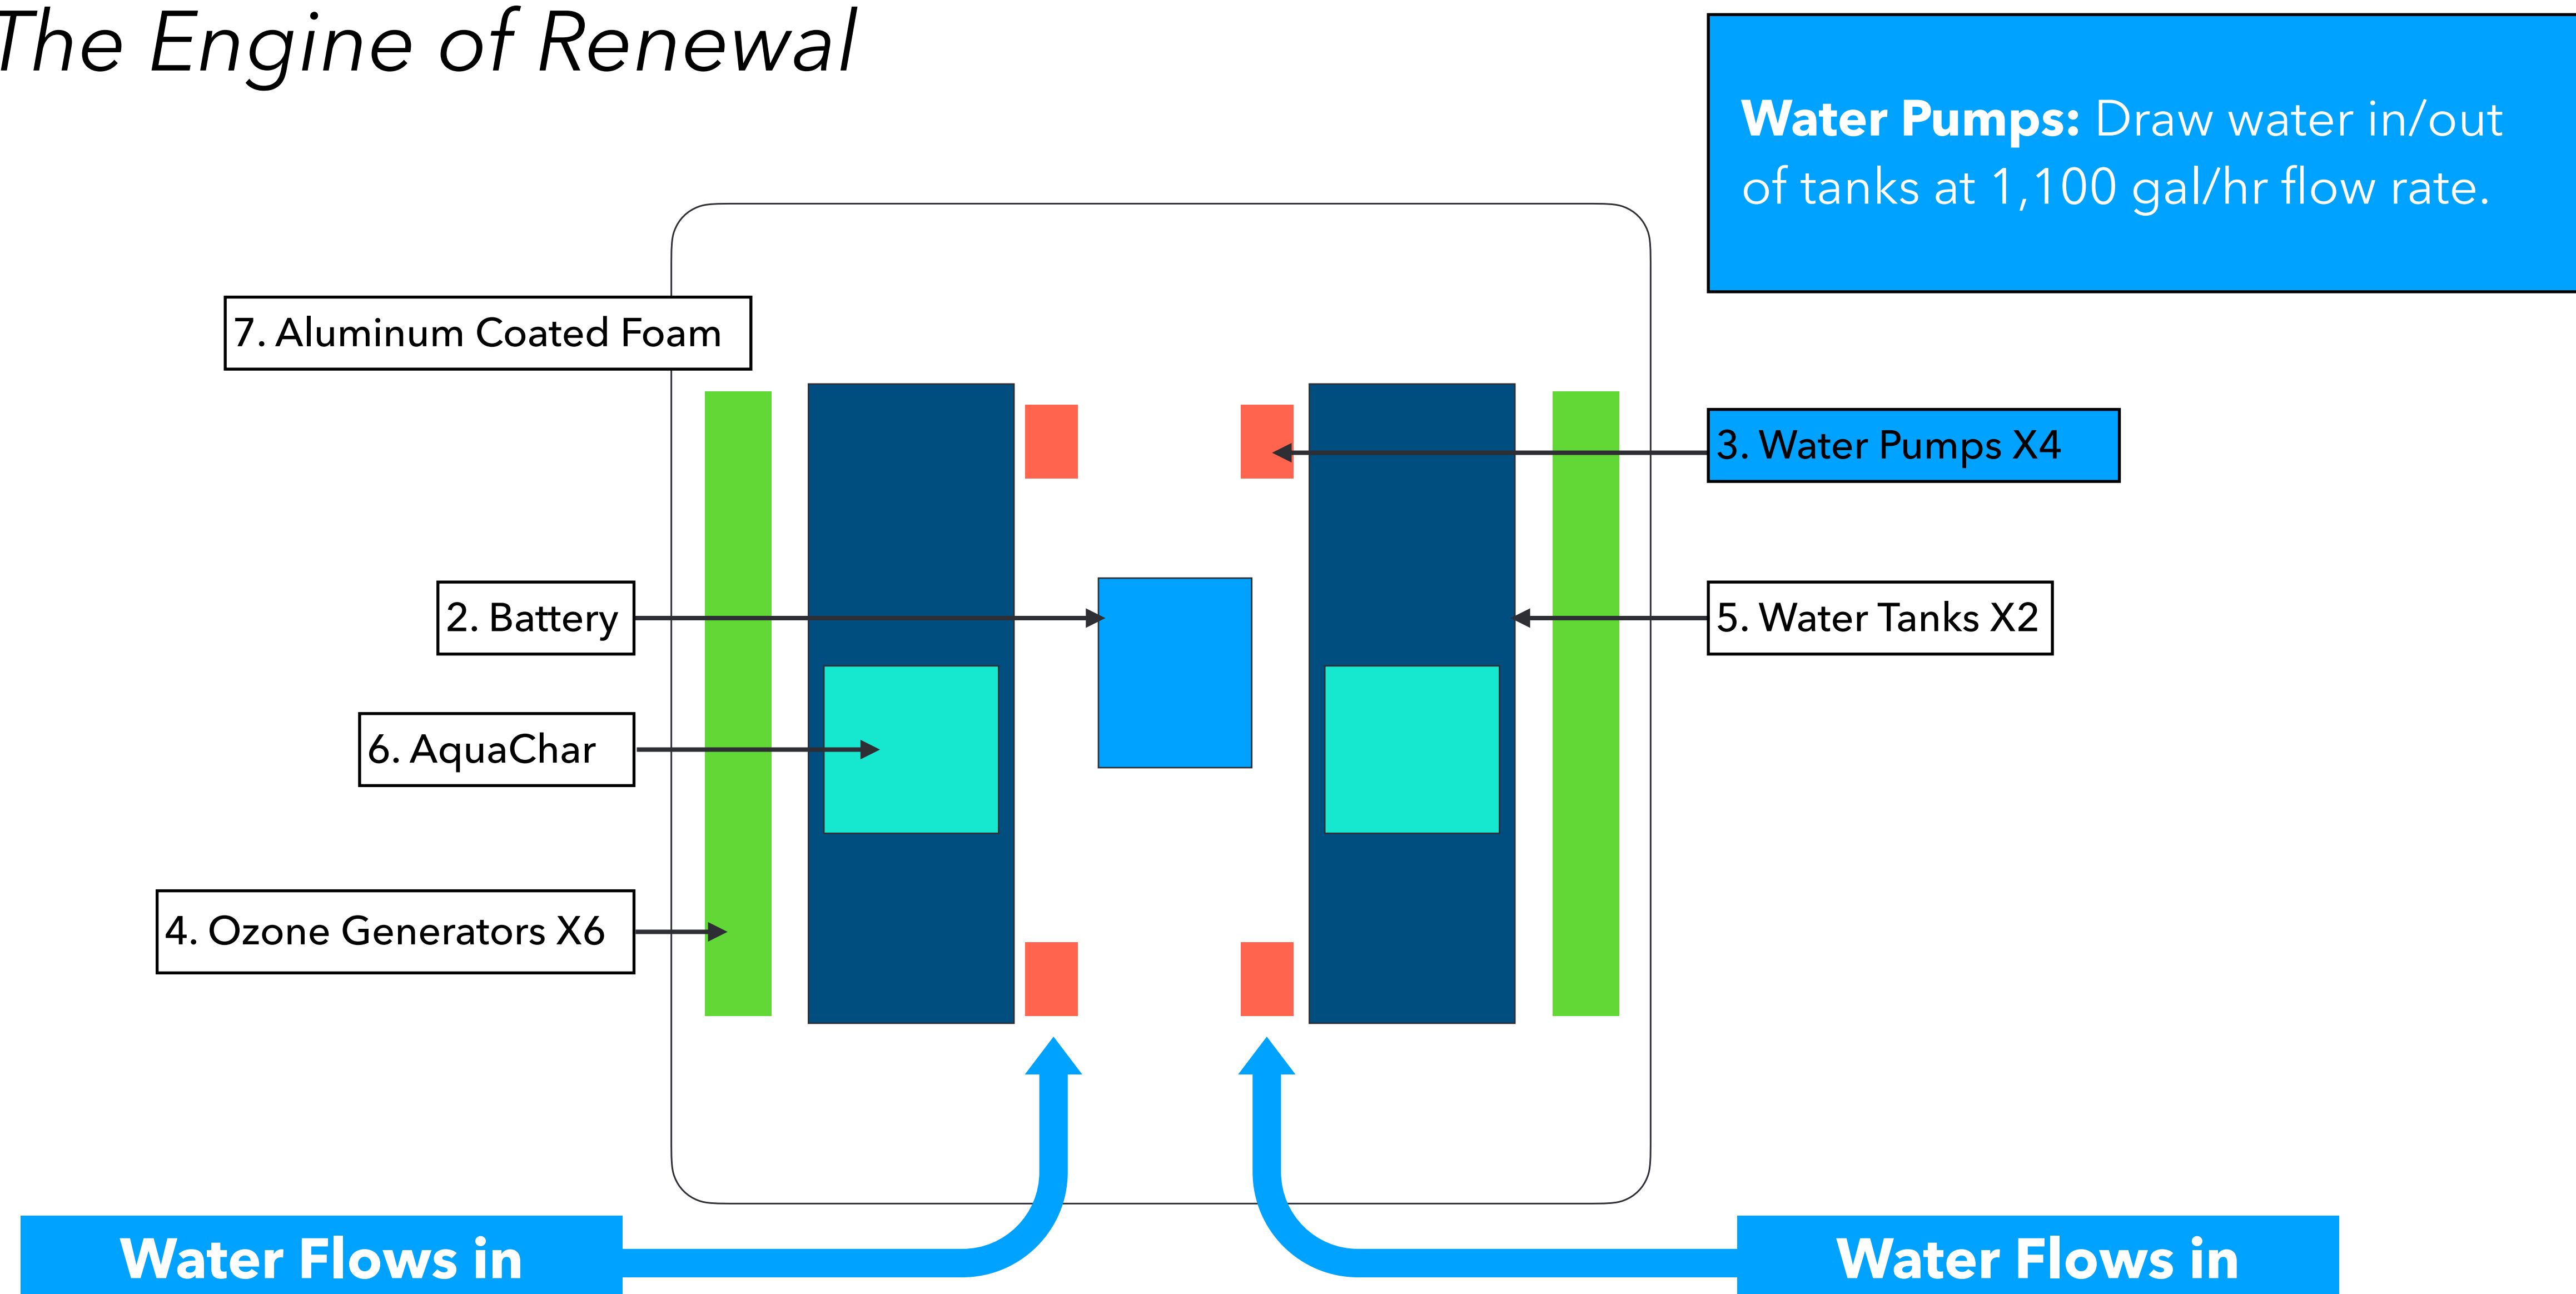 The Engine of Renewal
Water Pumps: Draw water in/out
of tanks at 1,100 gal/hr flow rate.
7. Aluminum Coated Foam
3. Water Pumps X4
2. Battery
5. Water Tanks X2
6. AquaChar
4. Ozone Generators X6
Water Flows in
Water Flows in